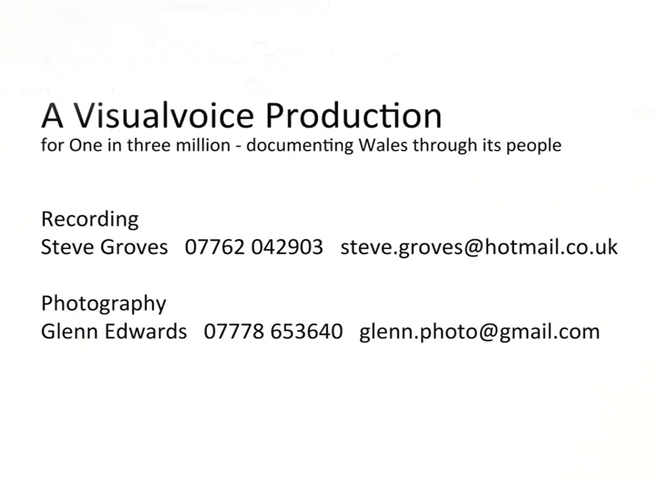 A Visualvoice Production
for One in three million - documenting Wales through its people
Recording
Steve Groves 07762 042903 steve.groves@hotmail.co.uk
Photography
Glenn Edwards 07778 653640 glenn.photo@gmail.com